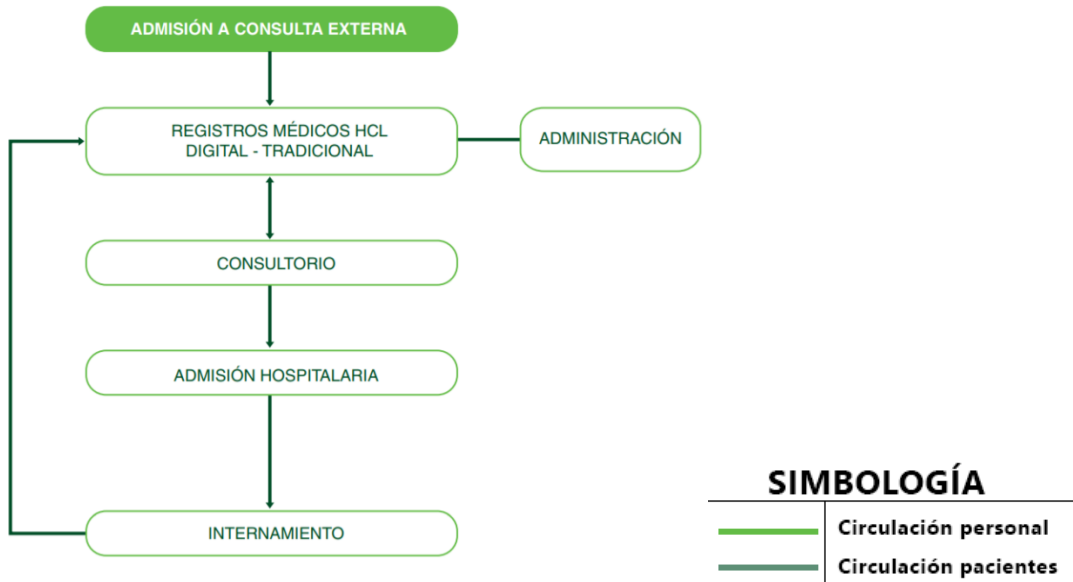 ADMISIÓN A CONSULTA EXTERNA
REGISTROS MÉDICOS HCL
DIGITAL - TRADICIONAL
ADMINISTRACIÓN
CONSULTORIO
ADMISIÓN HOSPITALARIA
INTERNAMIENTO
SIMBOLOGÍA
Circulación personal
Circulación pacientes